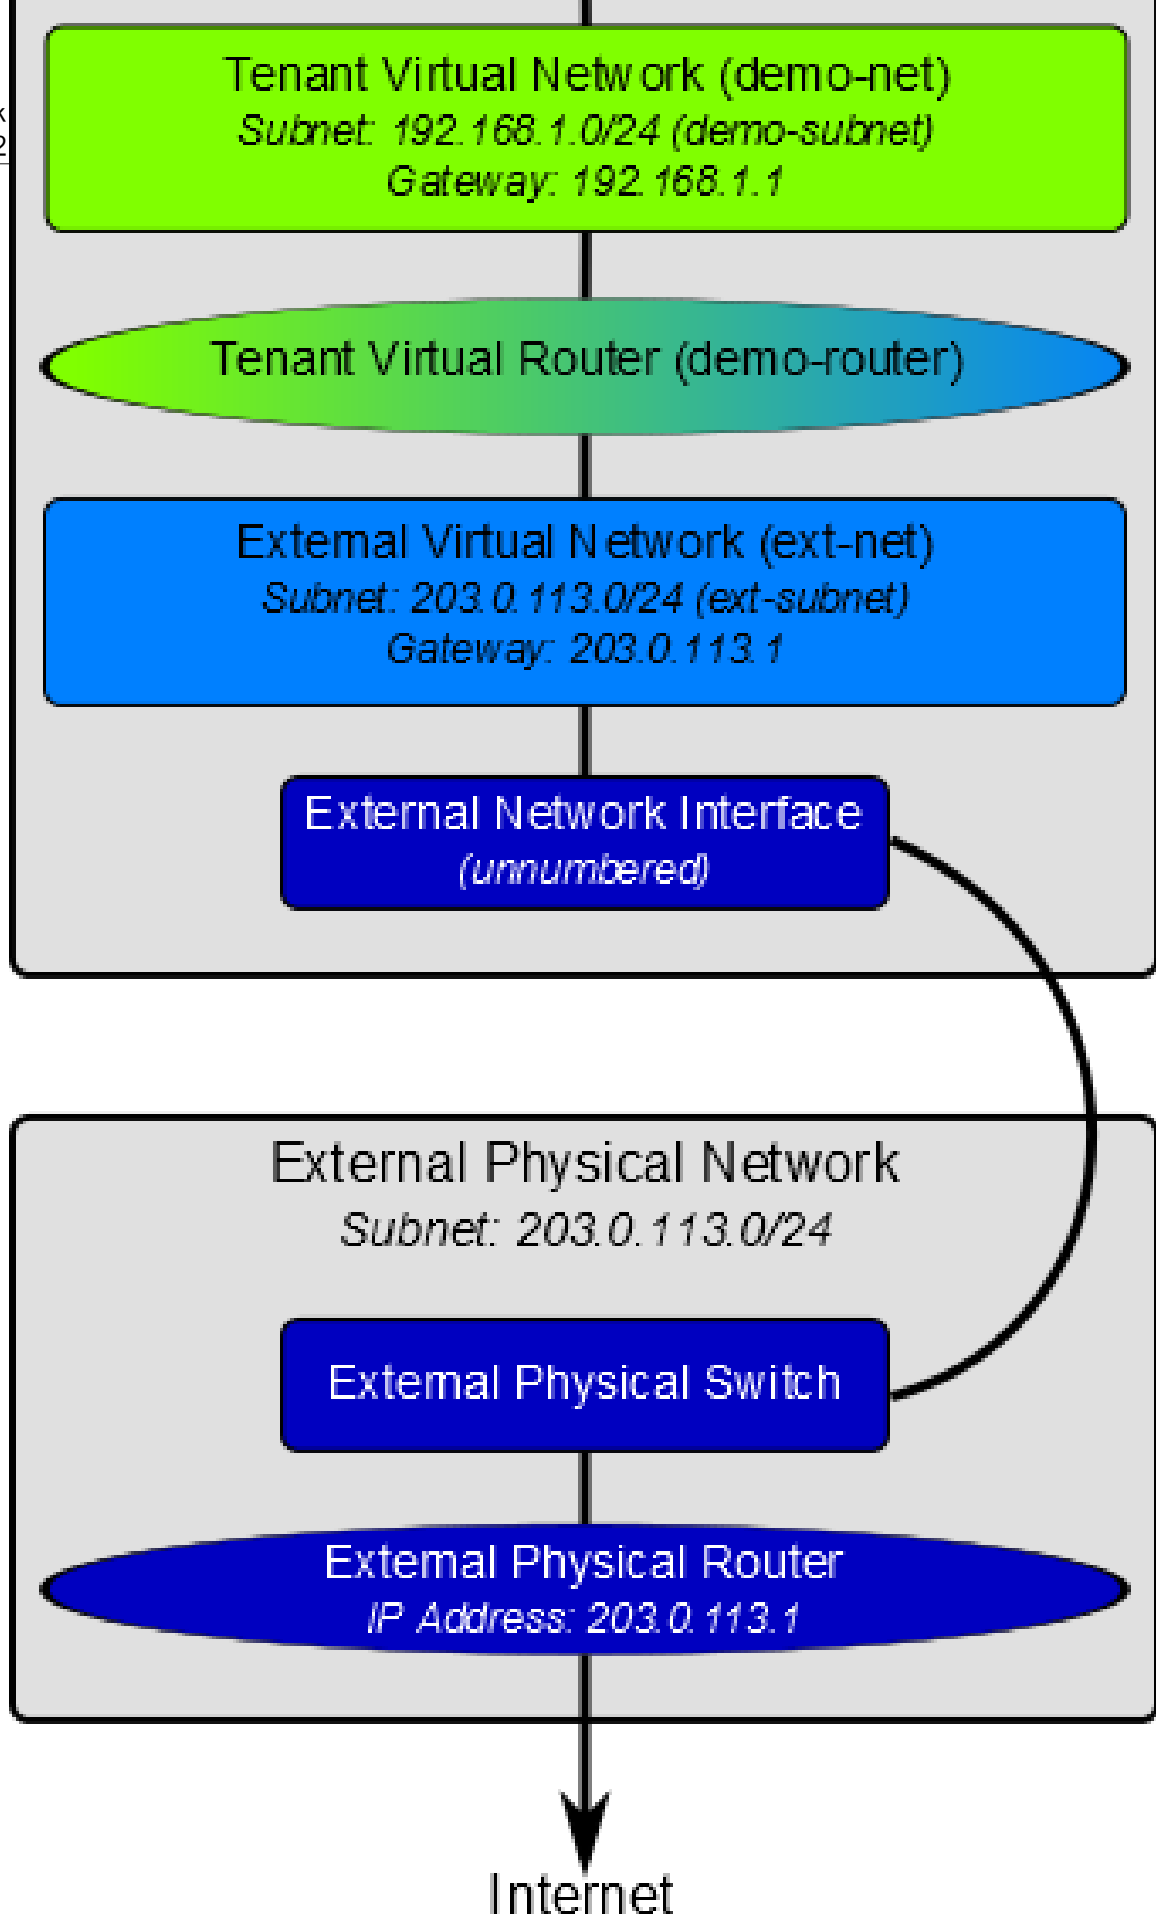 Tenant Virtual Network (demo-net)
Subnet: 192.168.1.0/24 (demo-subnet)
Gateway: 192.168.1.1
Tenant Virtual Router (demo-router)
External Virtual Network (ext-net)
Subnet: 203.0.113.0/24 (ext-subnet)
Gateway: 203.0.113.1
External Network Interface
(unnumbered)
External Physical Network
Subnet: 203.0.113.0/24
External Physical Switch
External Physical Router
IP Address: 203.0.113.1
Internet